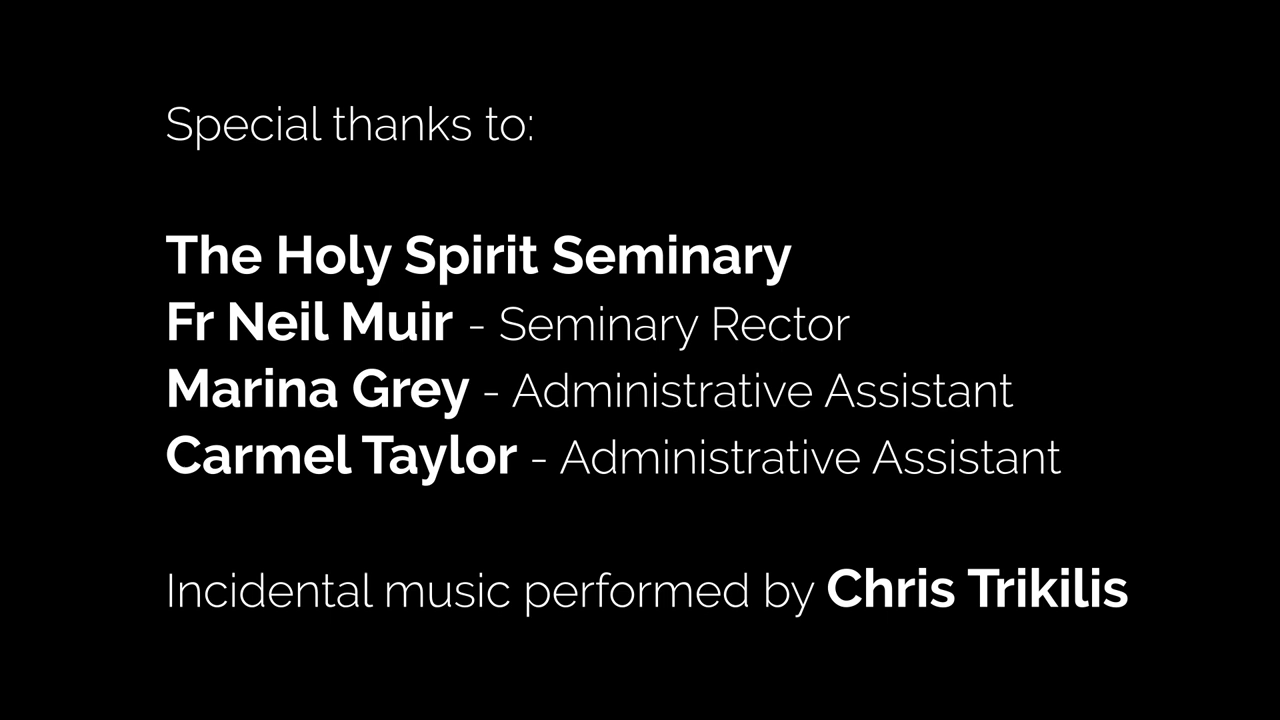 Special thanks to:
The Holy Spirit Seminary
Fr Neil Muir - Seminary Rector
Marina Grey - Administrative Assistant
Carmel Taylor - Administrative Assistant
Incidental music performed by Chris Trikilis